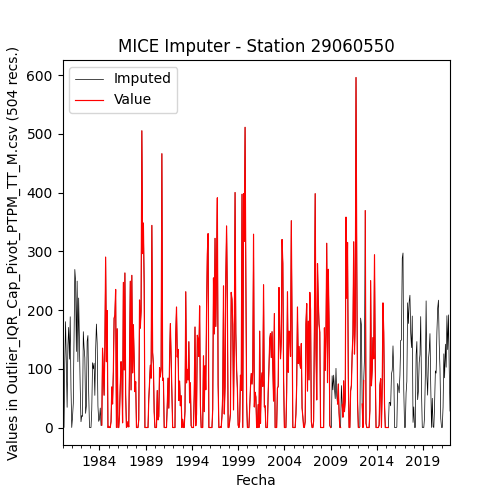 MICE Imputer - Station 29060550
Values in Outlier_IQR_Cap_Pivot_PTPM_TT_M.csv (504 recs.)
600
500
400
300
200
100
0
Imputed
Value
1984 1989 1994 1999 2004 2009 2014 2019
Fecha